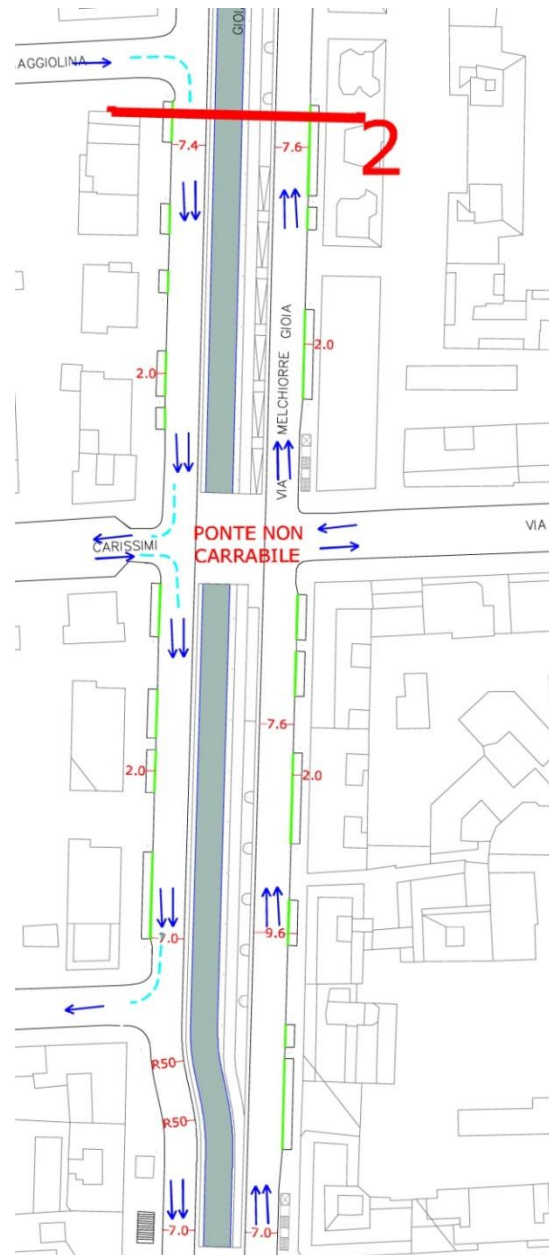 GIOIA
AGGIOLINA
2
7.4
7.6
VIA MELCHIORRE GIOIA
2.0
2.0
PONTE NON
CARRABILE
VIA
CARISSIMI
7.6
2.0
2.0
7.0
9.6
R50
R50
7.0
7.0